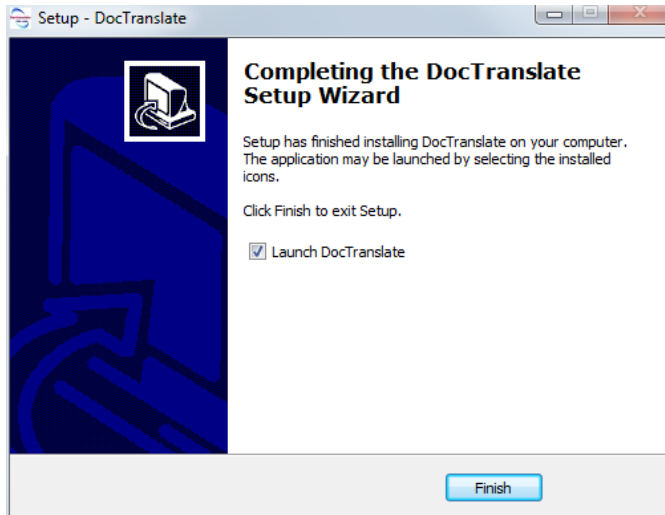 Setup - DocTranslate
Completing the DocTranslate
Setup Wizard
Setup has finished installing DocTranslate on your computer.
The application may be launched by selecting the installed
icons.
Click Finish to exit Setup.
Launch DocTranslate
Finish